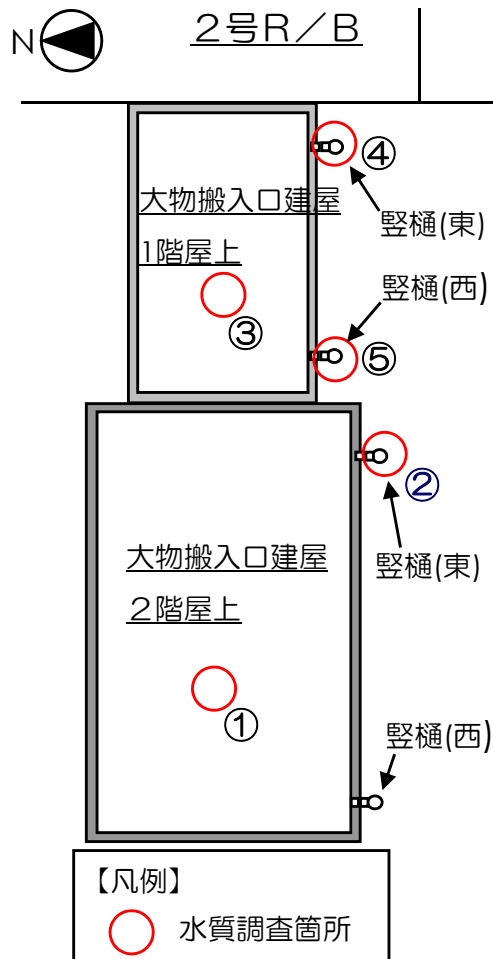 N
２号R／B
④
大物搬入口建屋
1階屋上
竪樋(東)
竪樋(西)
③
⑤
②
大物搬入口建屋
２階屋上
竪樋(東)
①
竪樋(西)
【凡例】
水質調査箇所